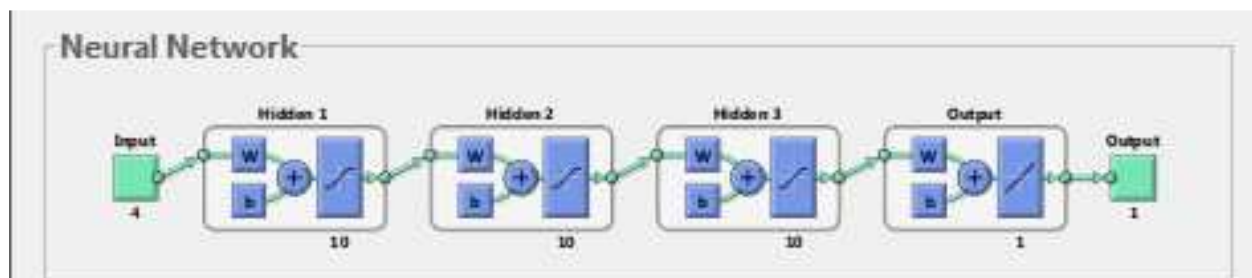 Neural Network
Hidden 1 Hidden 2 Hidden 3 Output
Input Output
W W W W
+ + + +
b b b b
4 1
10 10 10 1